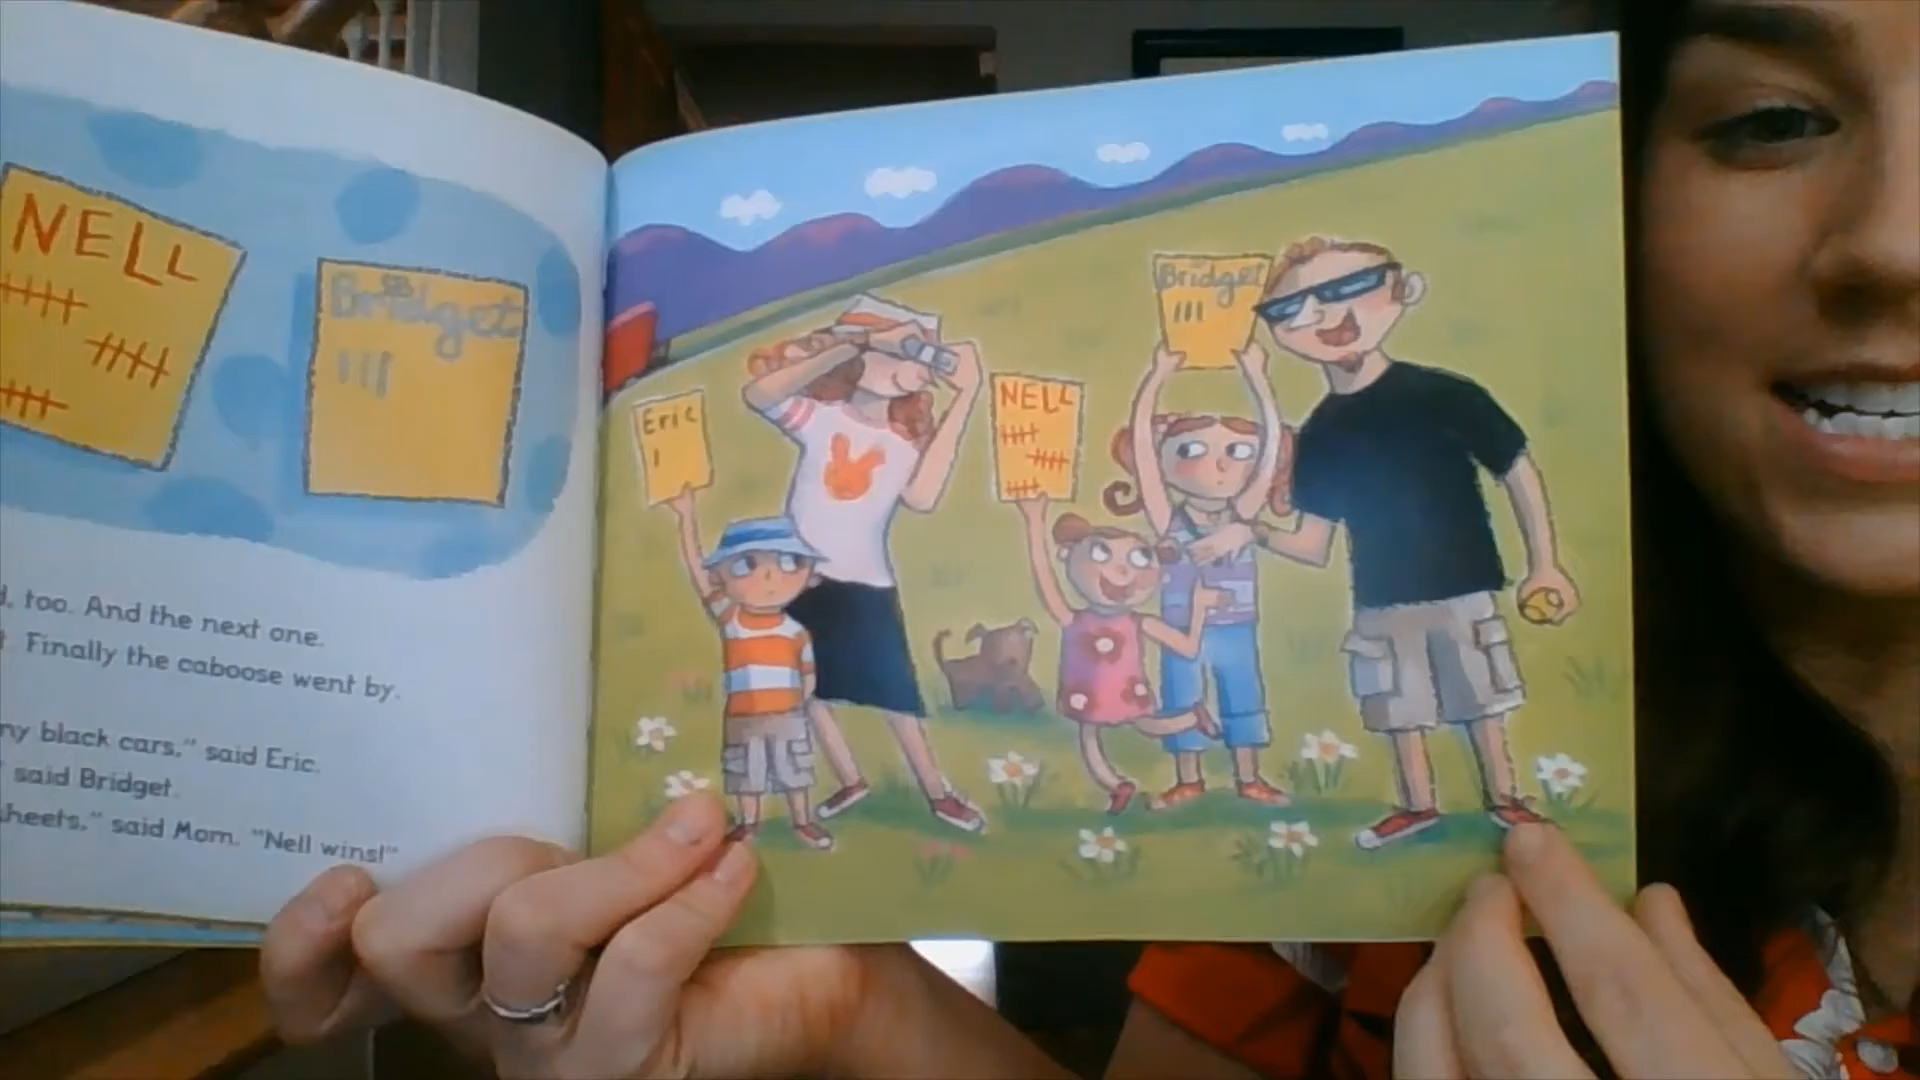 NELL
Bridget
d, too. And the next one.
Finally the caboose went by.
ny black cars," said Eric.
" said Bridget.
heets," said Mom. "Nell wins!"
Eric
NELL
Bridget